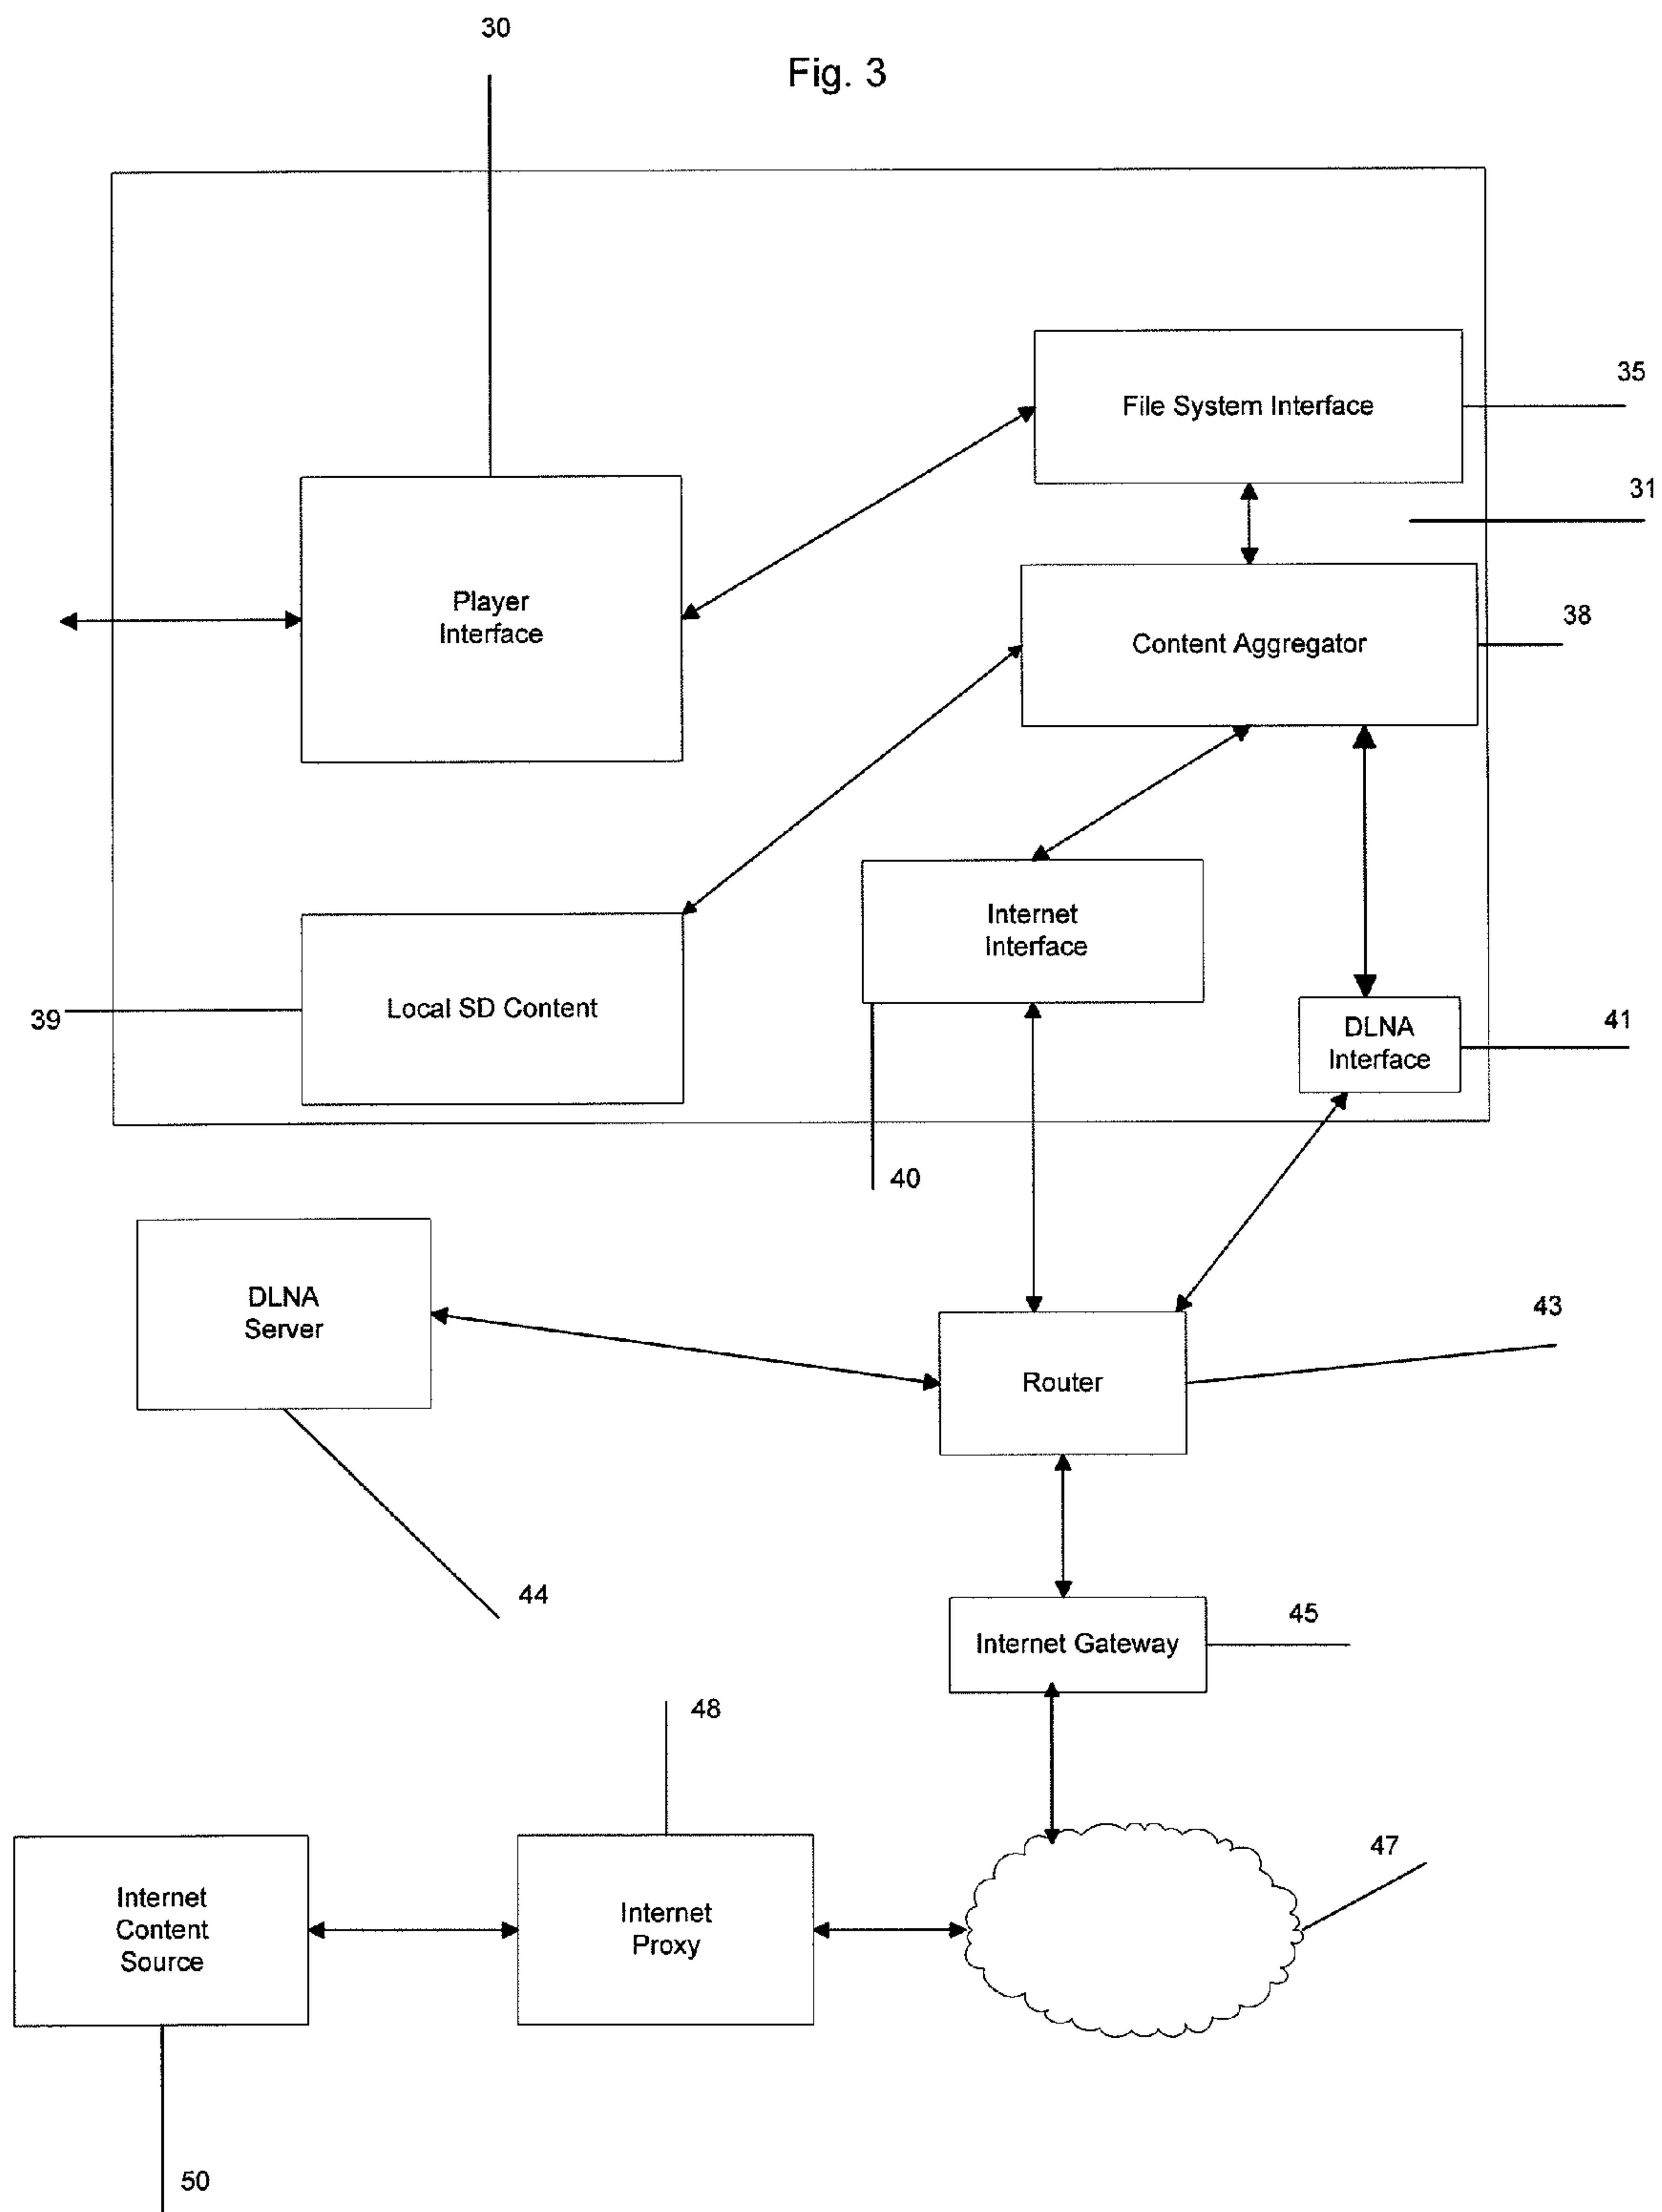 30
Fig. 3
35
File System Interface
31
Player
Interface
38
Content Aggregator
Internet
Interface
39
Local SD Content
DLNA
Interface
41
40
DLNA
Server
43
Router
44
45
Internet Gateway
48
47
Internet
Content
Source
Internet
Proxy
50